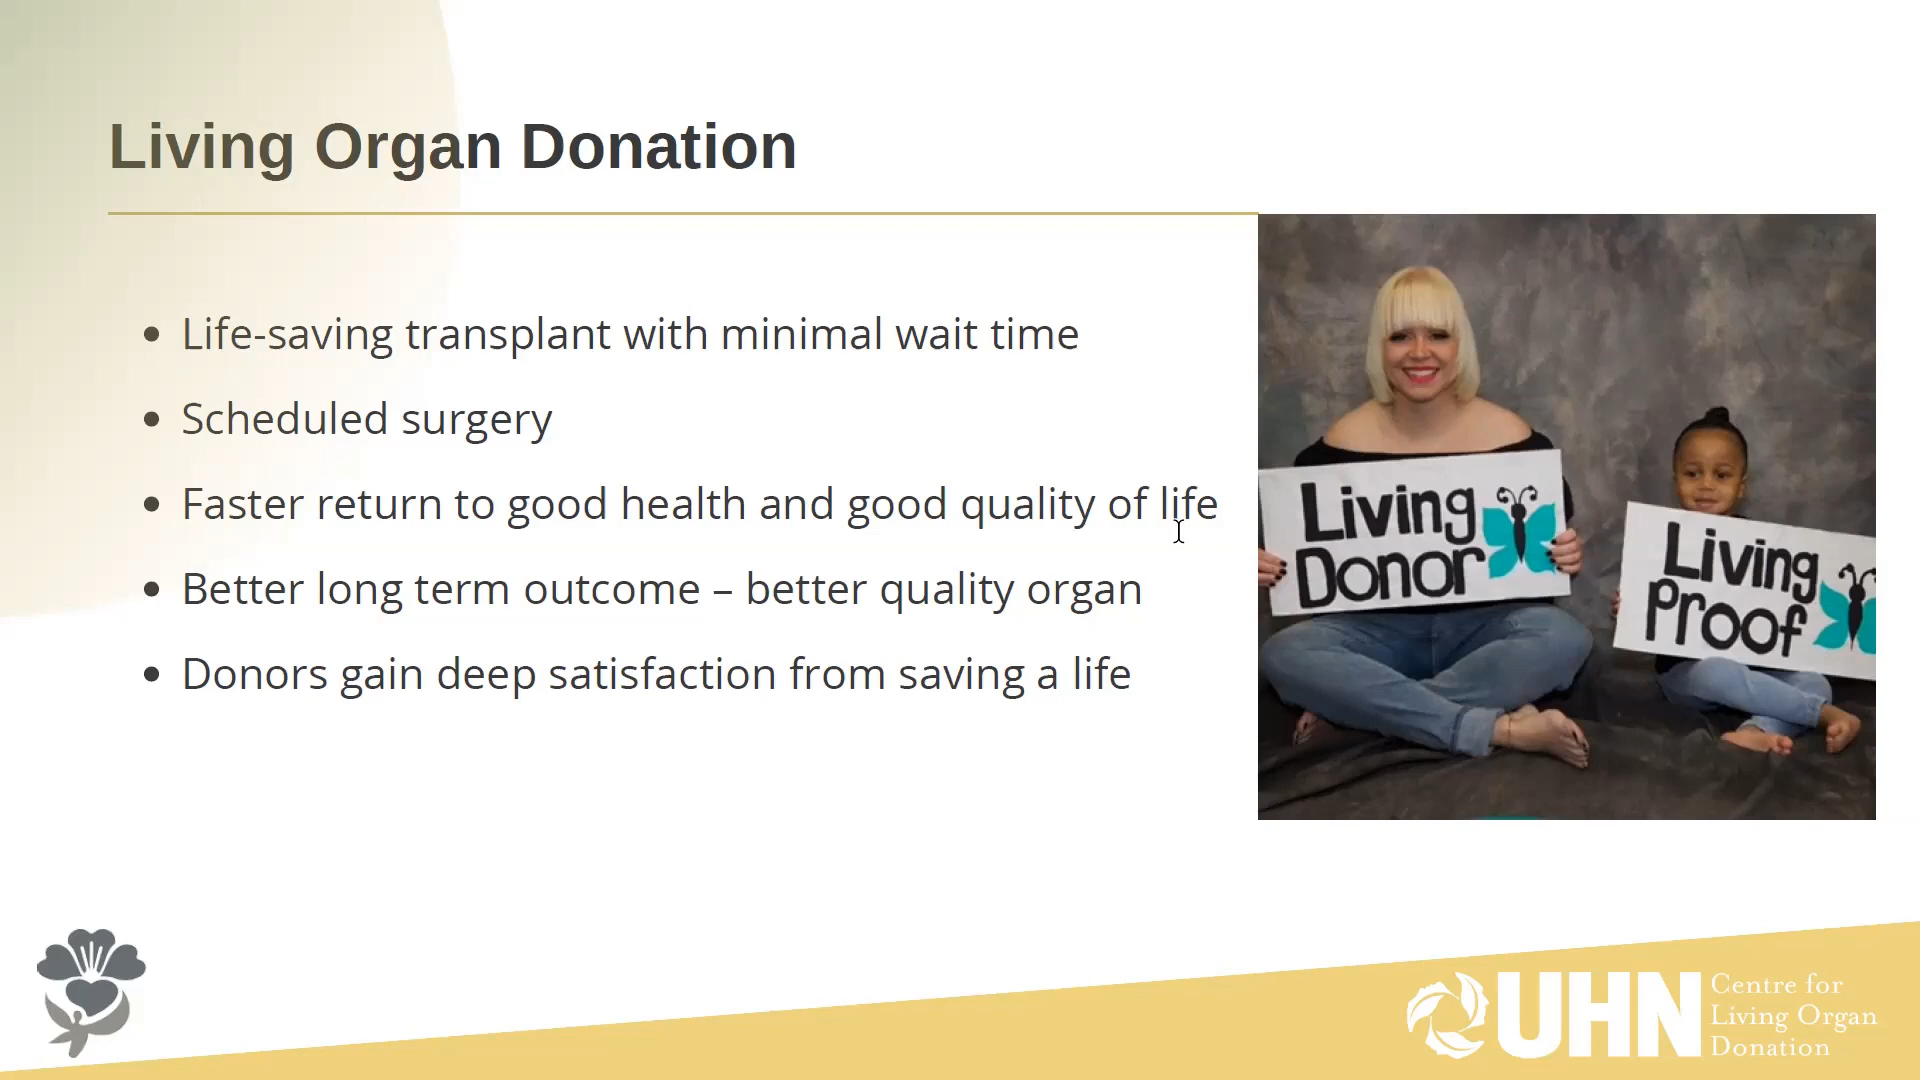 Living Organ Donation
• Life-saving transplant with minimal wait time
• Scheduled surgery
• Faster return to good health and good quality of life
• Better long term outcome – better quality organ
• Donors gain deep satisfaction from saving a life
Living
Donor
Living
Proof
UHN
Centre for
Living Organ
Donation